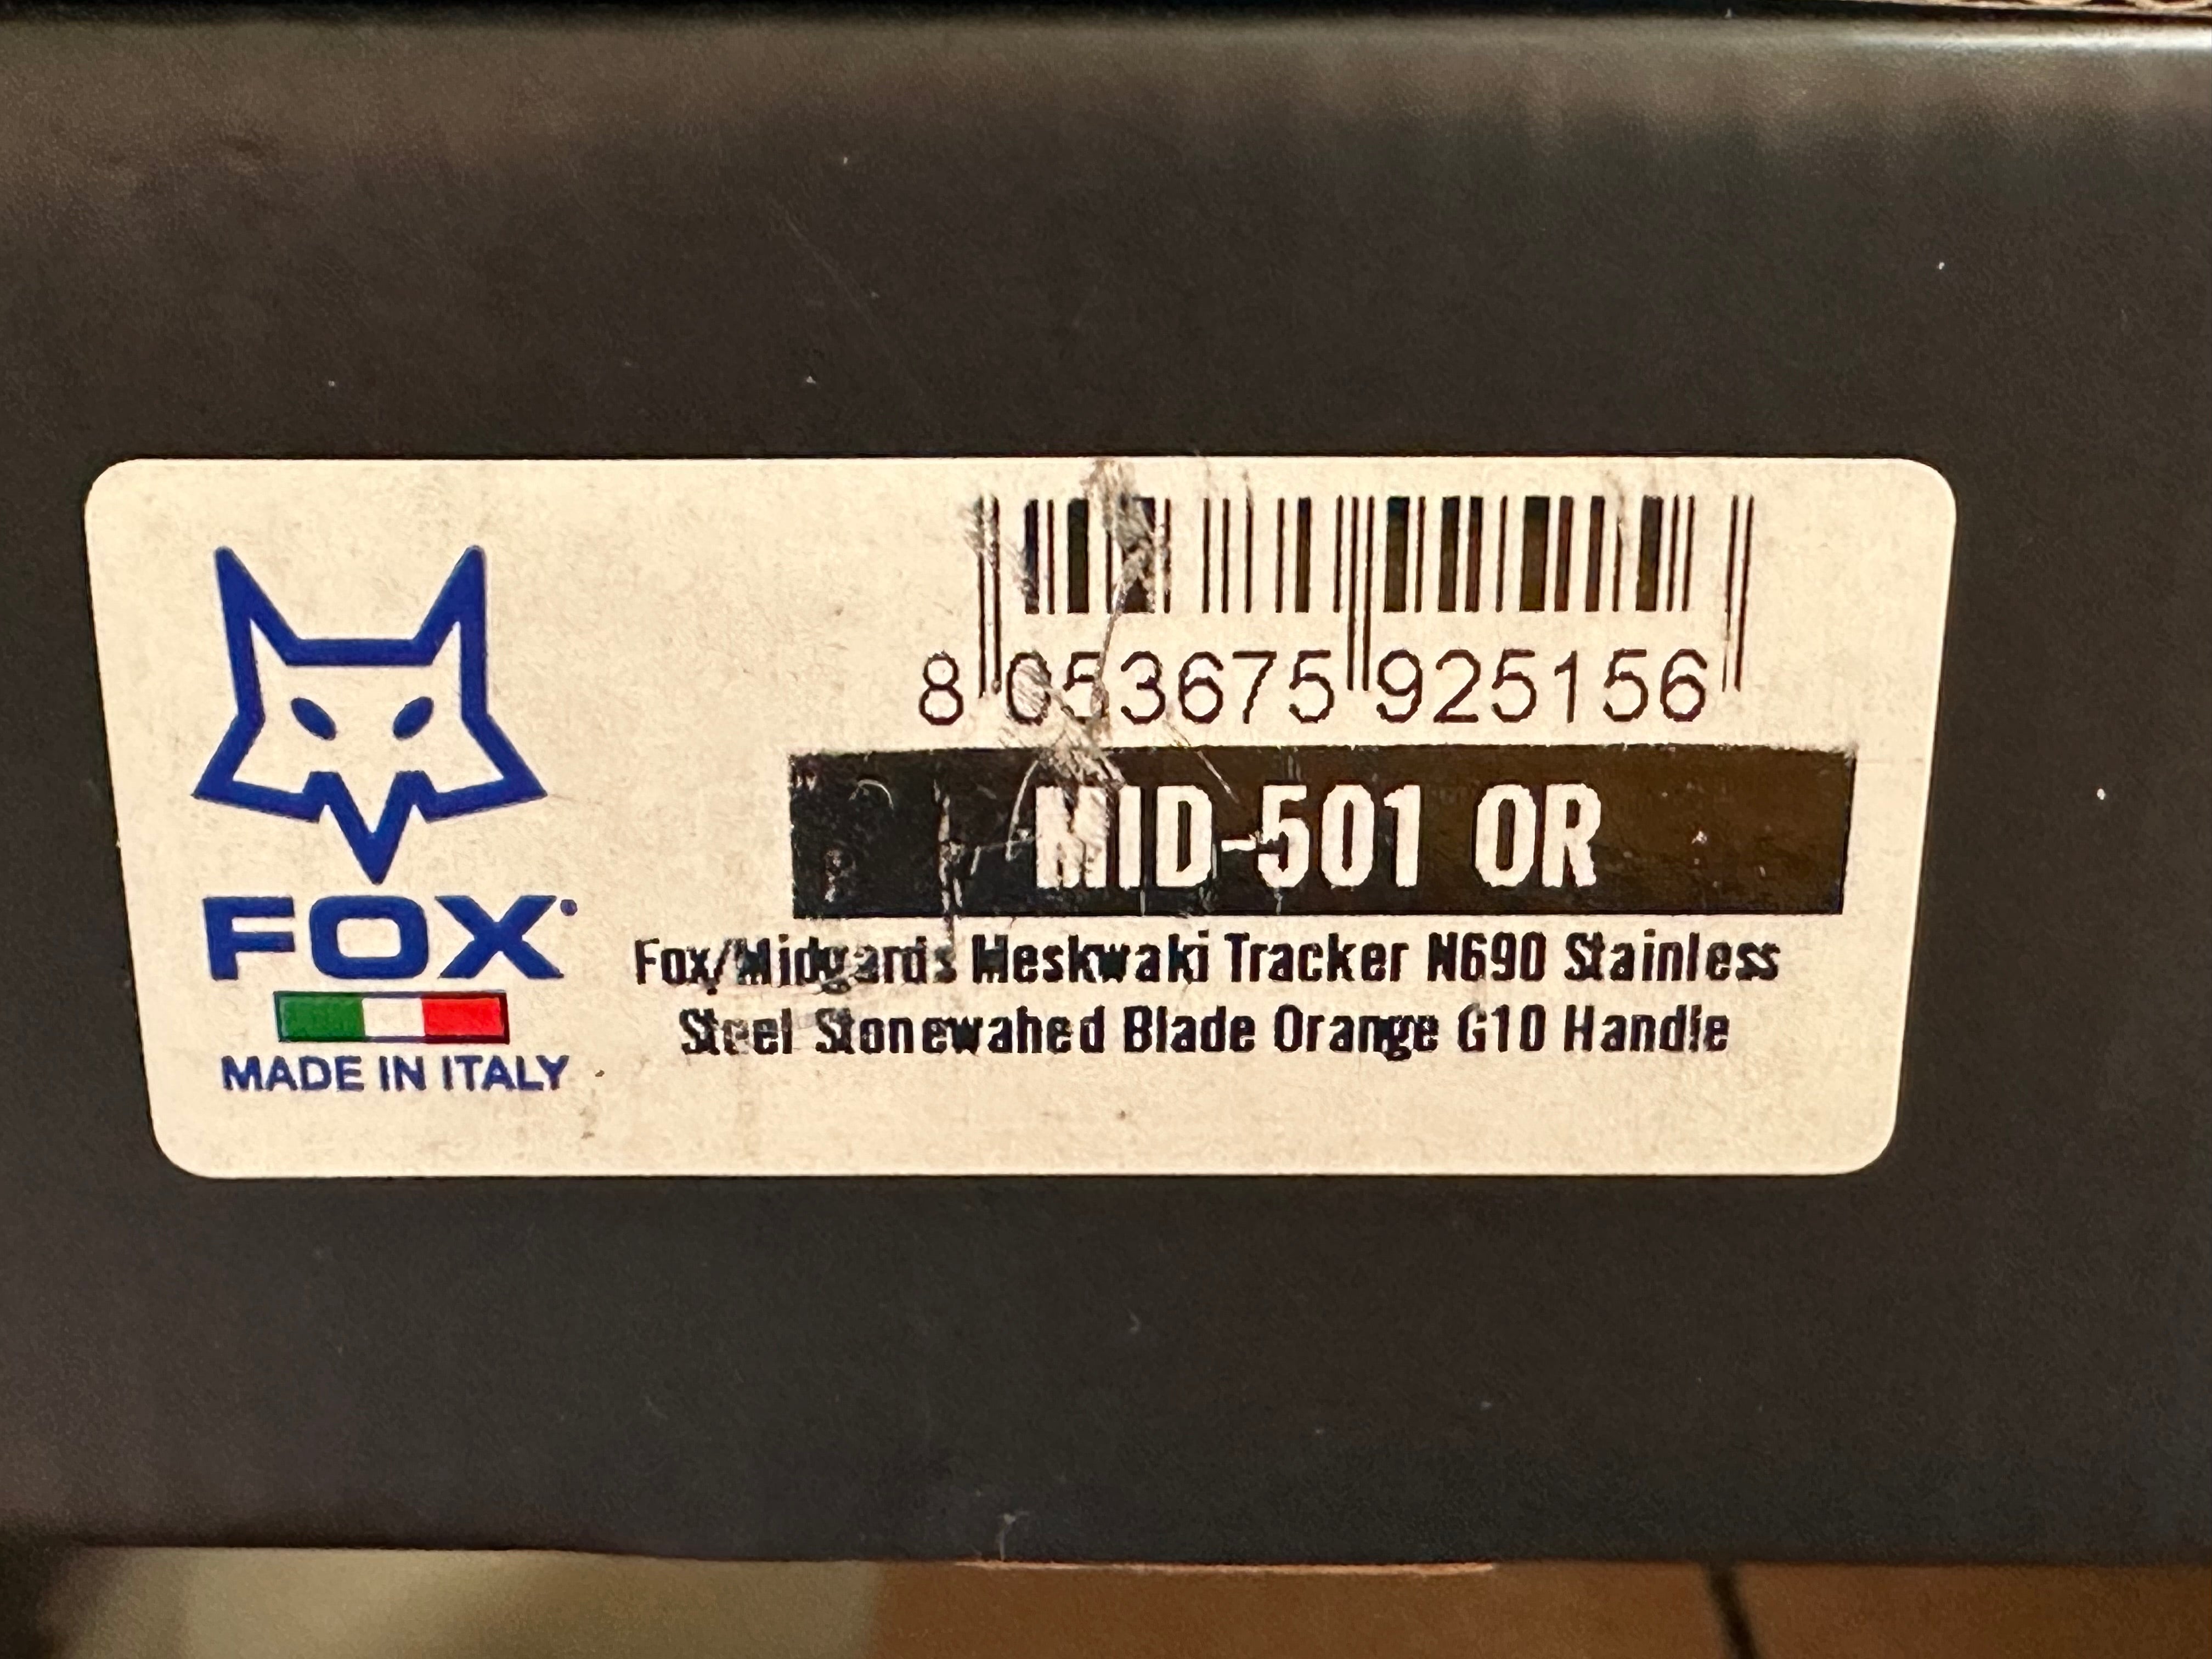 8 053675 925156
MID-501 OR
FOX
MADE IN ITALY
Fox/Midgards Meskwaki Tracker N690 Stainless
Steel Stonewahed Blade Orange G10 Handle